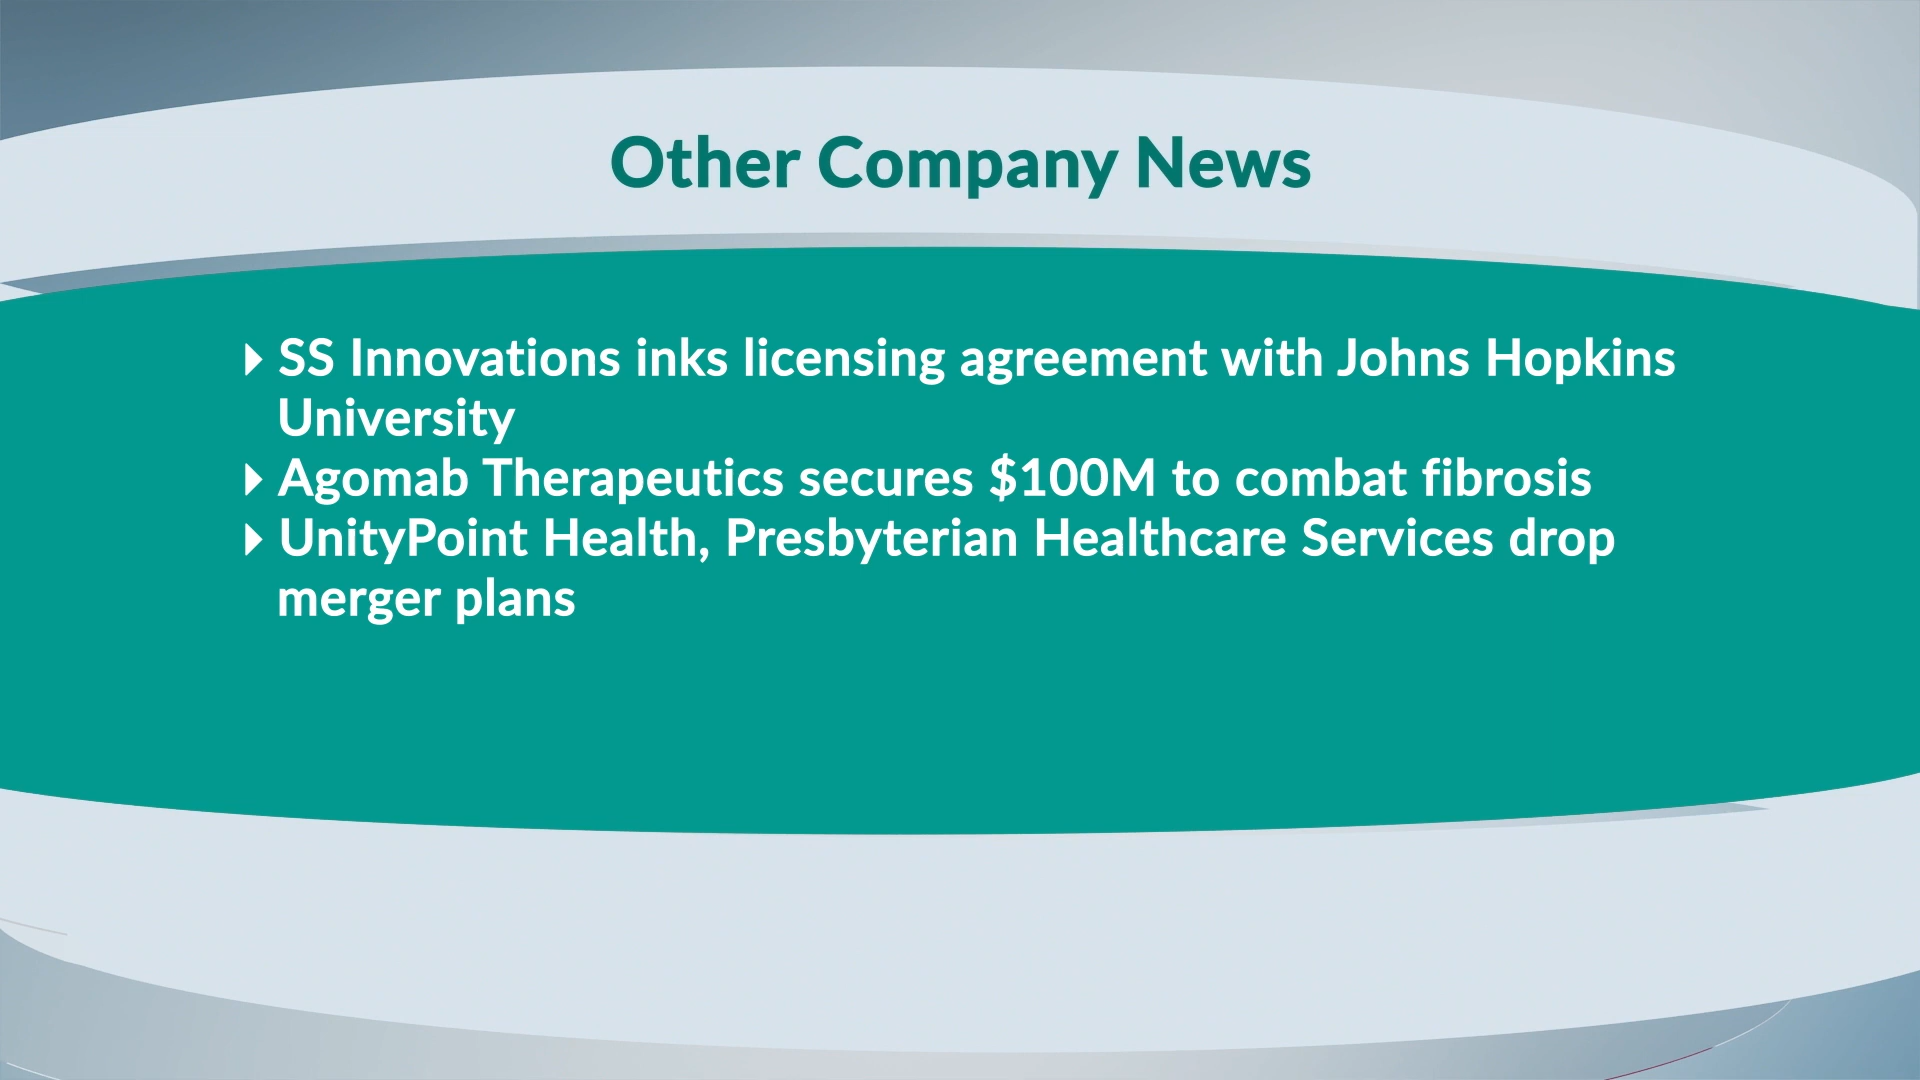 Other Company News
SS Innovations inks licensing agreement with Johns Hopkins
University
Agomab Therapeutics secures $100M to combat fibrosis
UnityPoint Health, Presbyterian Healthcare Services drop
merger plans